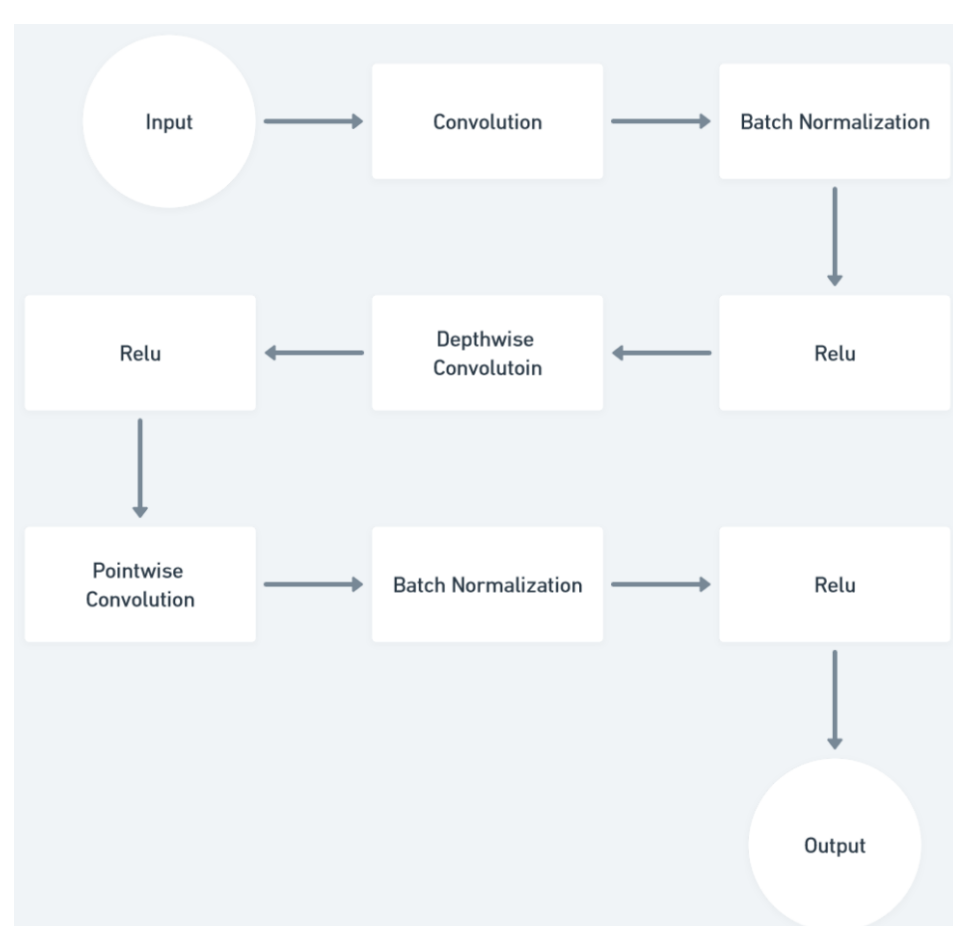 Input
Convolution
Batch Normalization
Relu
Depthwise
Convolutoin
Relu
Pointwise
Convolution
Batch Normalization
Relu
Output